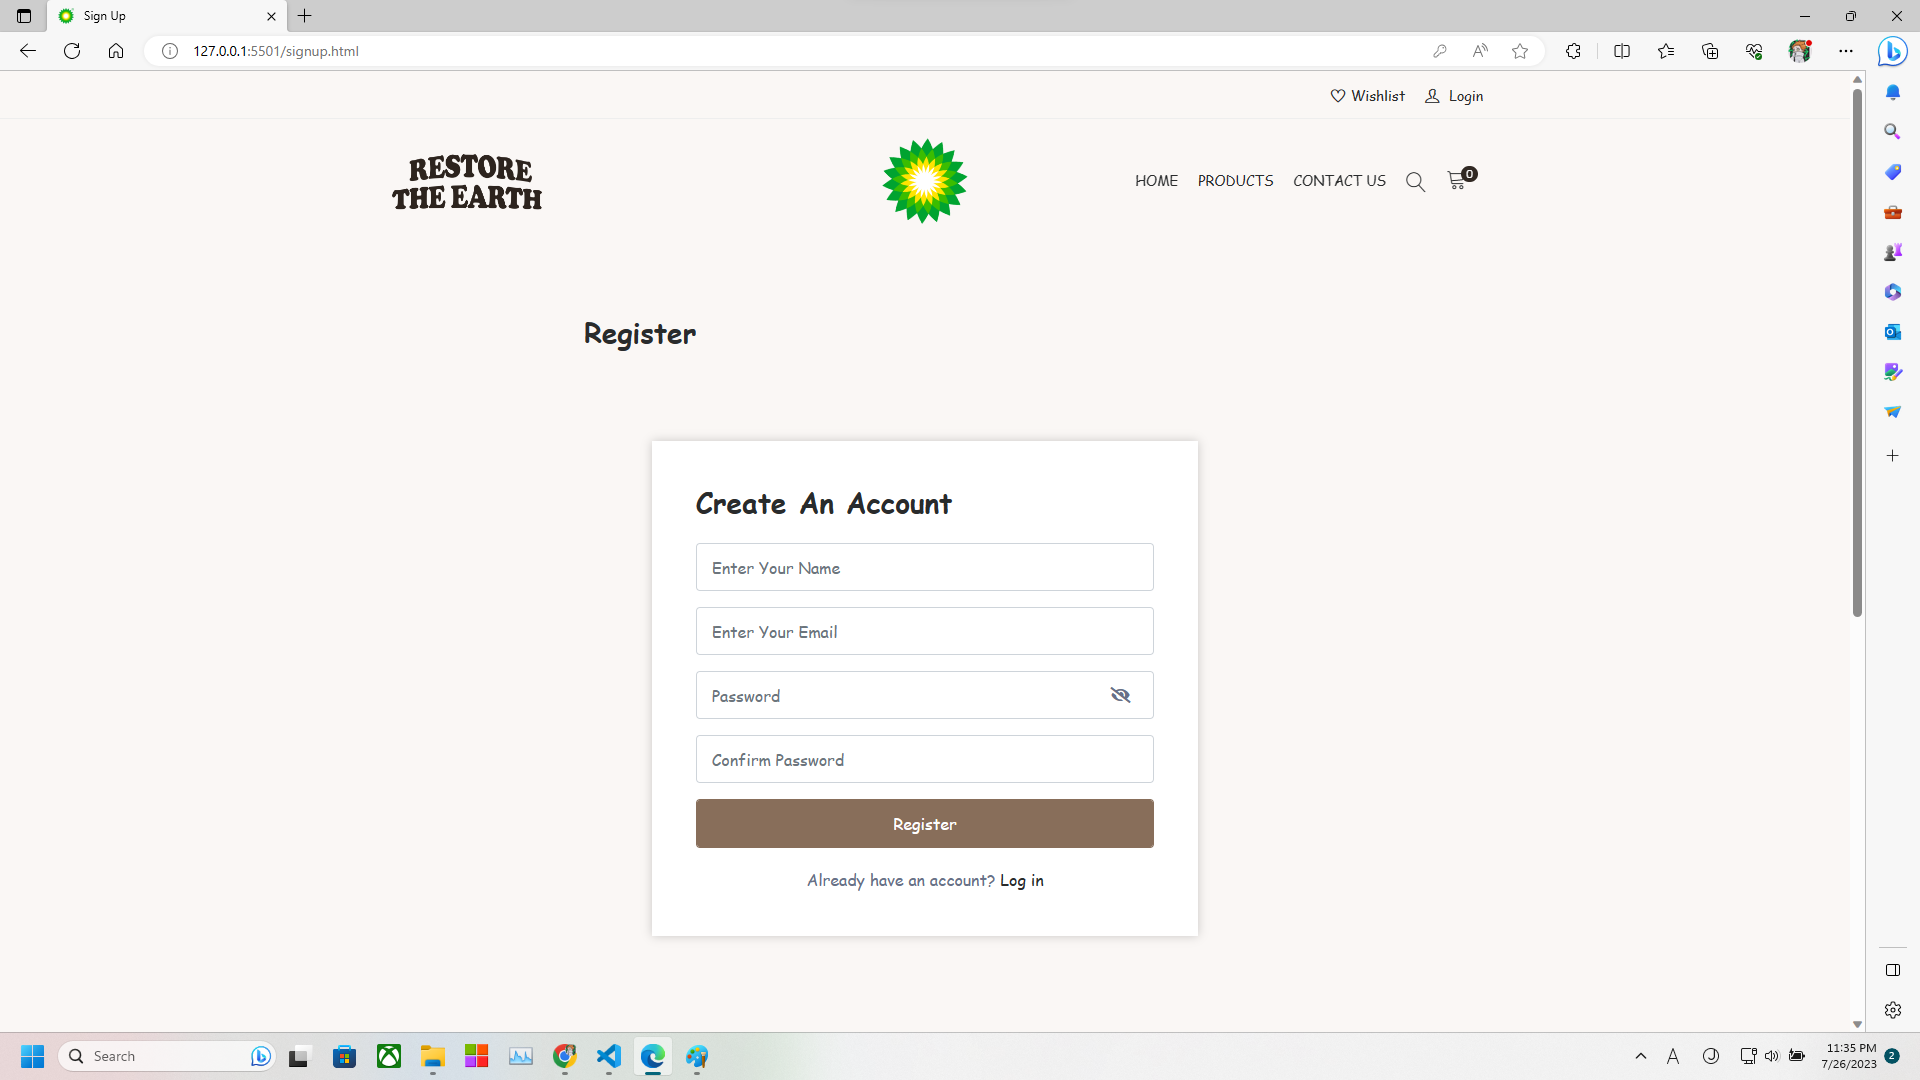 Sign Up
127.0.0.1:5501/signup.html
Wishlist Login
RESTORE
THE EARTH
HOME PRODUCTS CONTACT US 0
Register
Create An Account
Enter Your Name
Enter Your Email
Password
Confirm Password
Register
Already have an account? Log in
Search
11:35 PM
7/26/2023
2